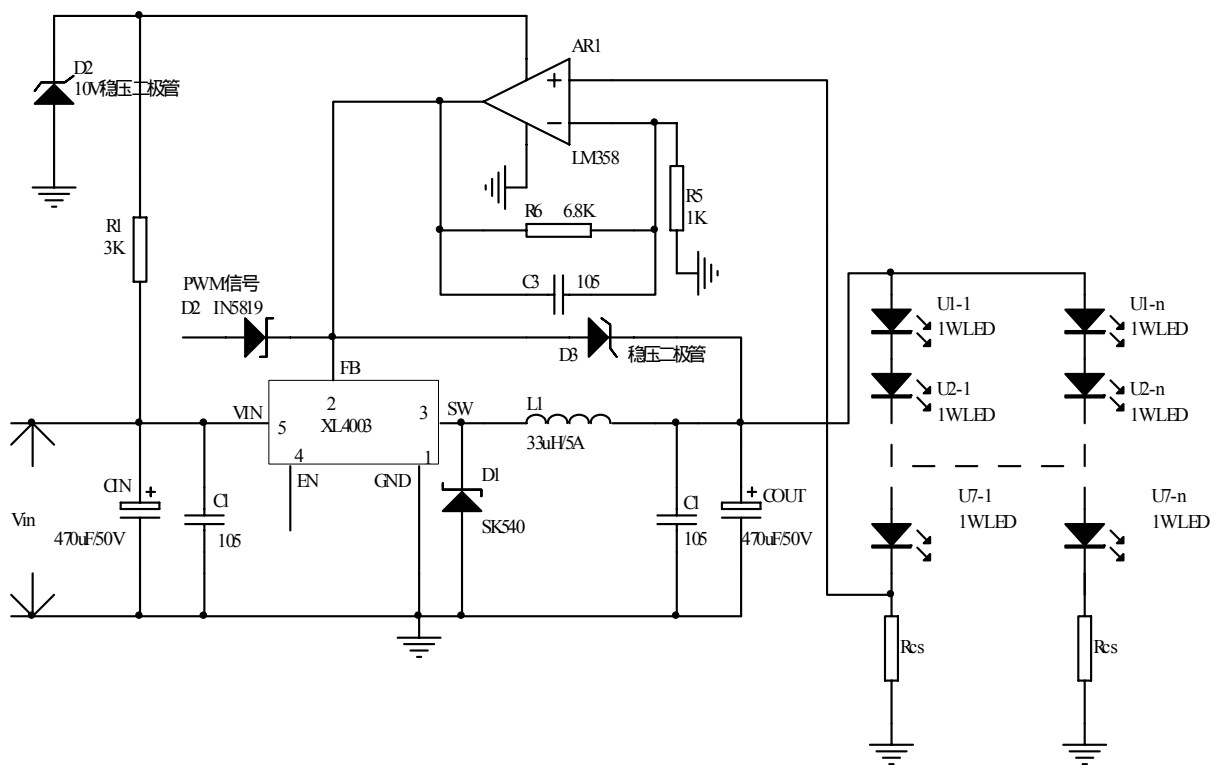 AR1
D2
10V稳压二极管
LM358
R5
1K
R6 6.8K
R1
3K
C3 105
PWM信号
D2 IN5819
U1-1
1WLED
U1-n
1WLED
D3 稳压二极管
FB
U2-1
1WLED
U2-n
1WLED
VIN
2
5
XL4003
3
SW
L1
33uH/5A
4
EN
1
GND
D1
SK540
CIN
+
470uF/50V
C1
105
Vin
C1
105
+
COUT
470uF/50V
U7-1
1WLED
U7-n
1WLED
Rcs
Rcs